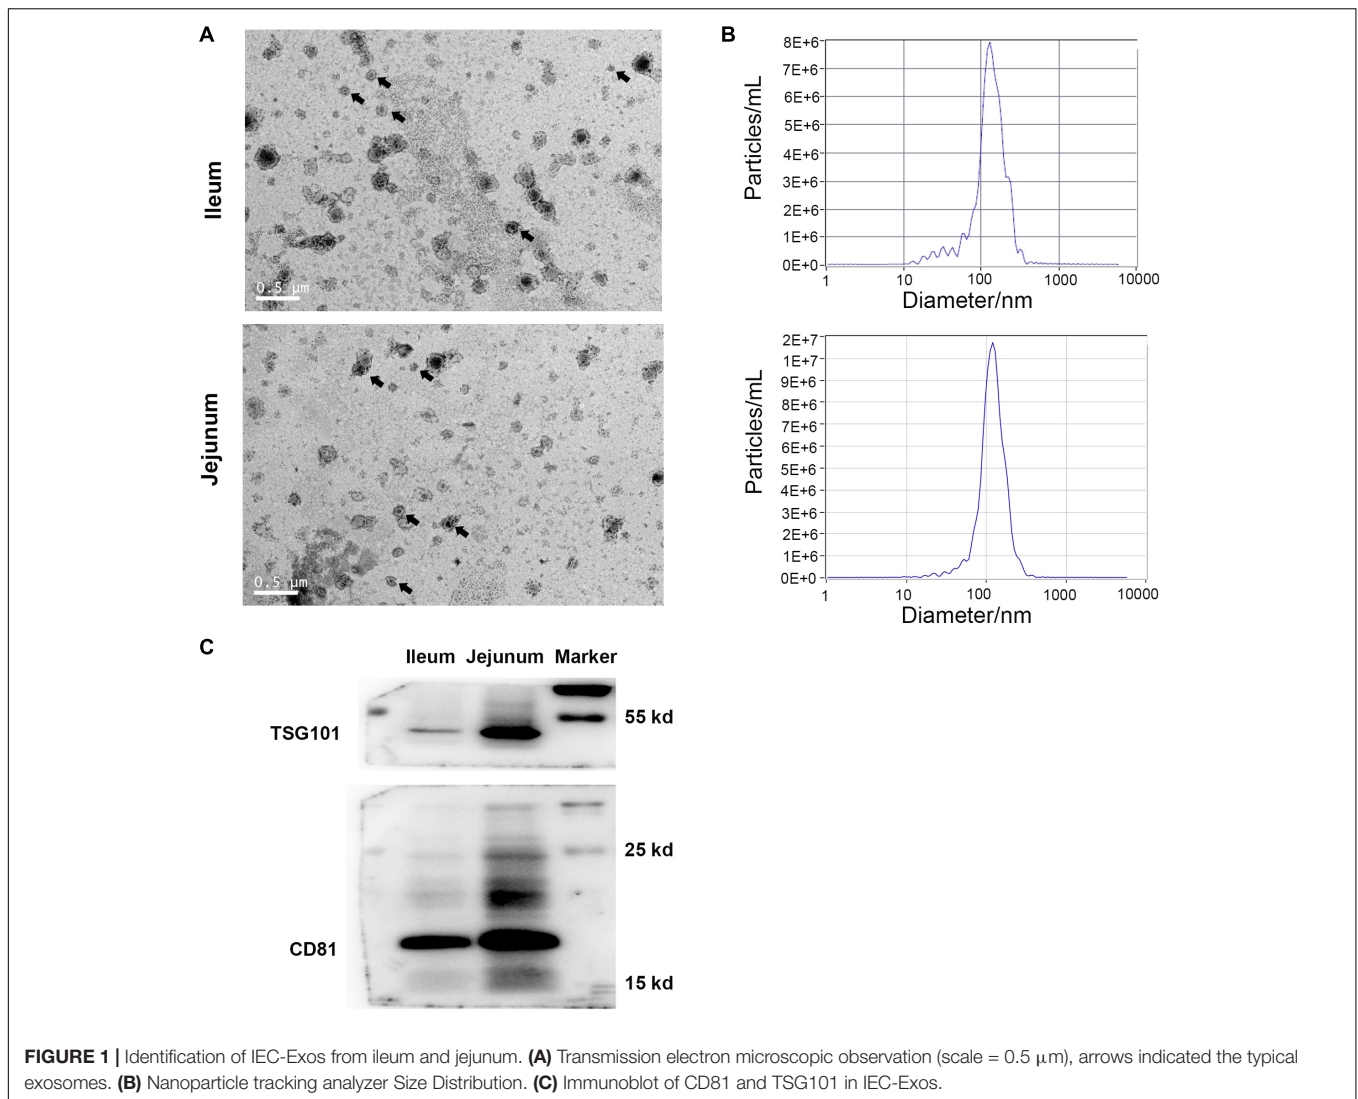 A
Ileum
0.5 μm
Jejunum
0.5 μm
B
Particles/mL
8E+6
7E+6
6E+6
5E+6
4E+6
3E+6
2E+6
1E+6
0E+0
1 10 100 1000 10000
Diameter/nm
Particles/mL
2E+7
1E+7
9E+6
8E+6
7E+6
6E+6
5E+6
4E+6
3E+6
2E+6
1E+6
0E+0
1 10 100 1000 10000
Diameter/nm
C
Ileum Jejunum Marker
TSG101
55 kd
25 kd
CD81
15 kd
FIGURE 1 | Identification of IEC-Exos from ileum and jejunum. (A) Transmission electron microscopic observation (scale = 0.5 μm), arrows indicated the typical
exosomes. (B) Nanoparticle tracking analyzer Size Distribution. (C) Immunoblot of CD81 and TSG101 in IEC-Exos.